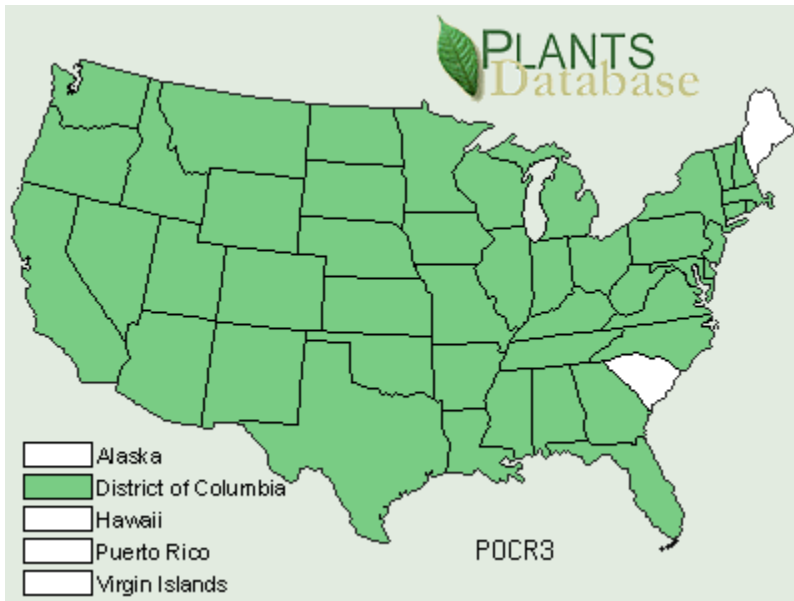 PLANTS
Database
Alaska
District of Columbia
Hawaii
Puerto Rico
Virgin Islands
POCR3